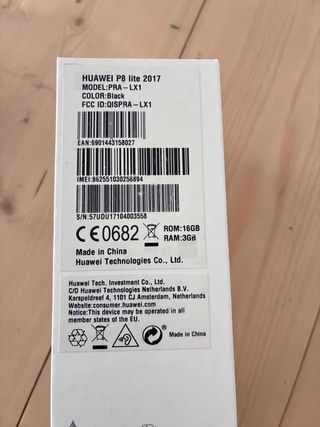 HUAWEI P8 lite 2017
MODEL:PRA-LX1
COLOR:Black
FCC ID:QISPRA-LX1
EAN:6901443158027
IMEI:862551030256894
S/N:57UDU17104003558
CE0682
ROM:16GB
RAM:3GB
Made in China
Huawei Technologies Co., Ltd.
Huawei Tech. Investment Co., Ltd./
C/O Huawei Technologies Netherlands B.V.
Karspeldreef 4, 1101 CJ Amsterdam, Netherlands
Website:consumer.huawei.com
Notice:This device may be operated in all
member states of the EU.
Made in China